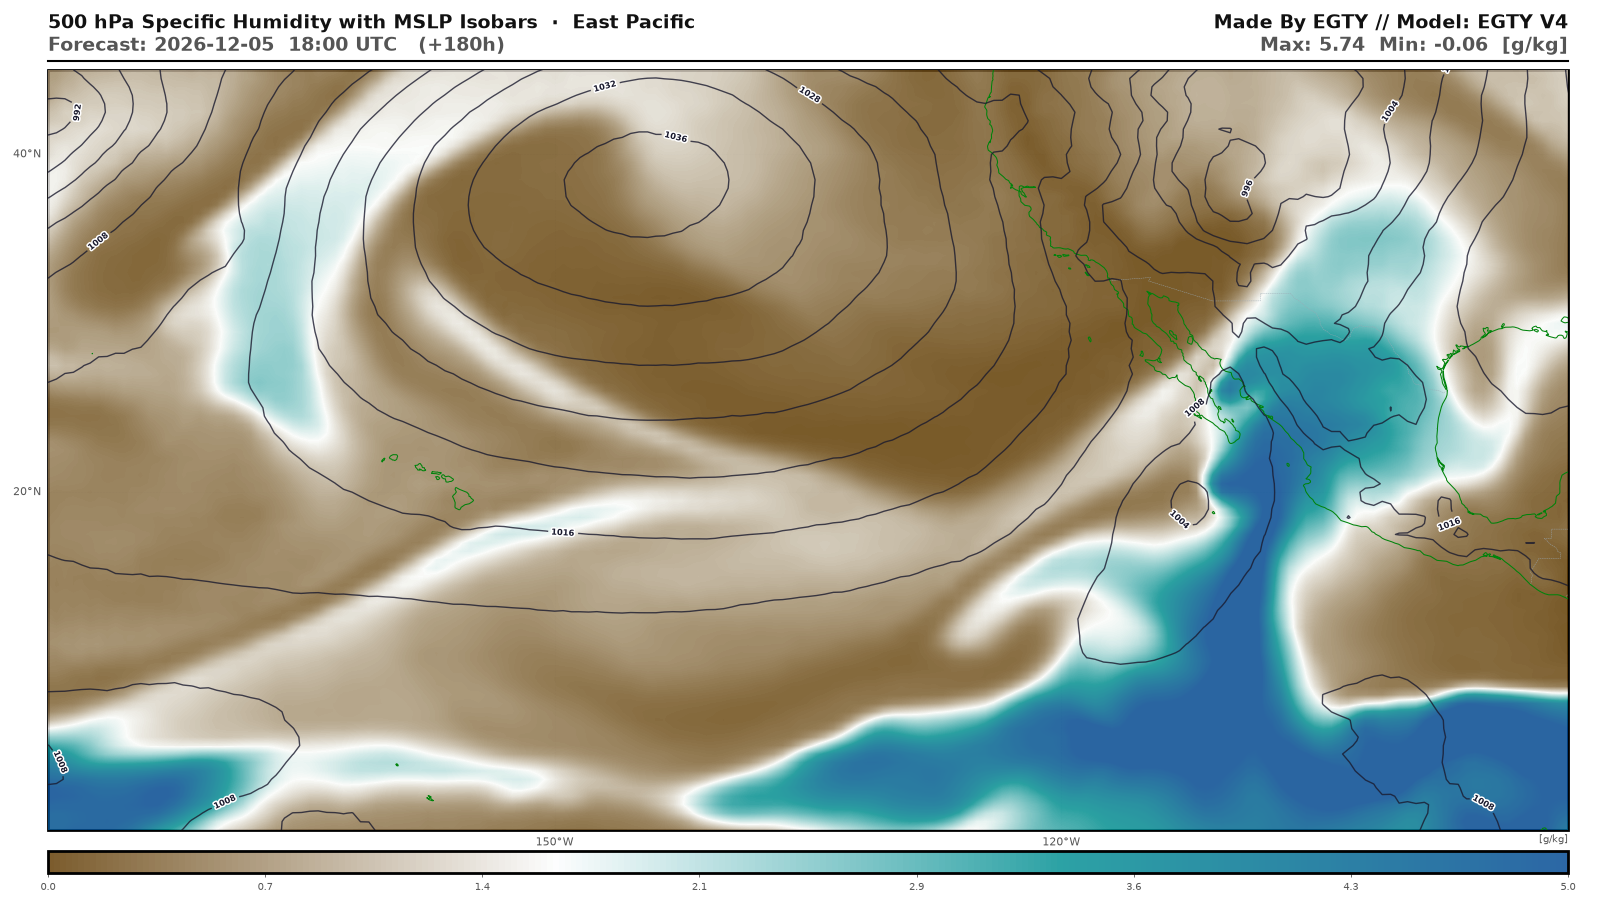 500 hPa Specific Humidity with MSLP Isobars · East Pacific
Made By EGTY // Model: EGTY V4
Forecast: 2026-12-05 18:00 UTC (+180h)
Max: 5.74 Min: -0.06 [g/kg]
992
1032
1028
1036
1004
40°N
996
1008
1008
20°N
1004
1016
1016
1008
1008
1008
150°W
120°W
[g/kg]
0.0
0.7
1.4
2.1
2.9
3.6
4.3
5.0